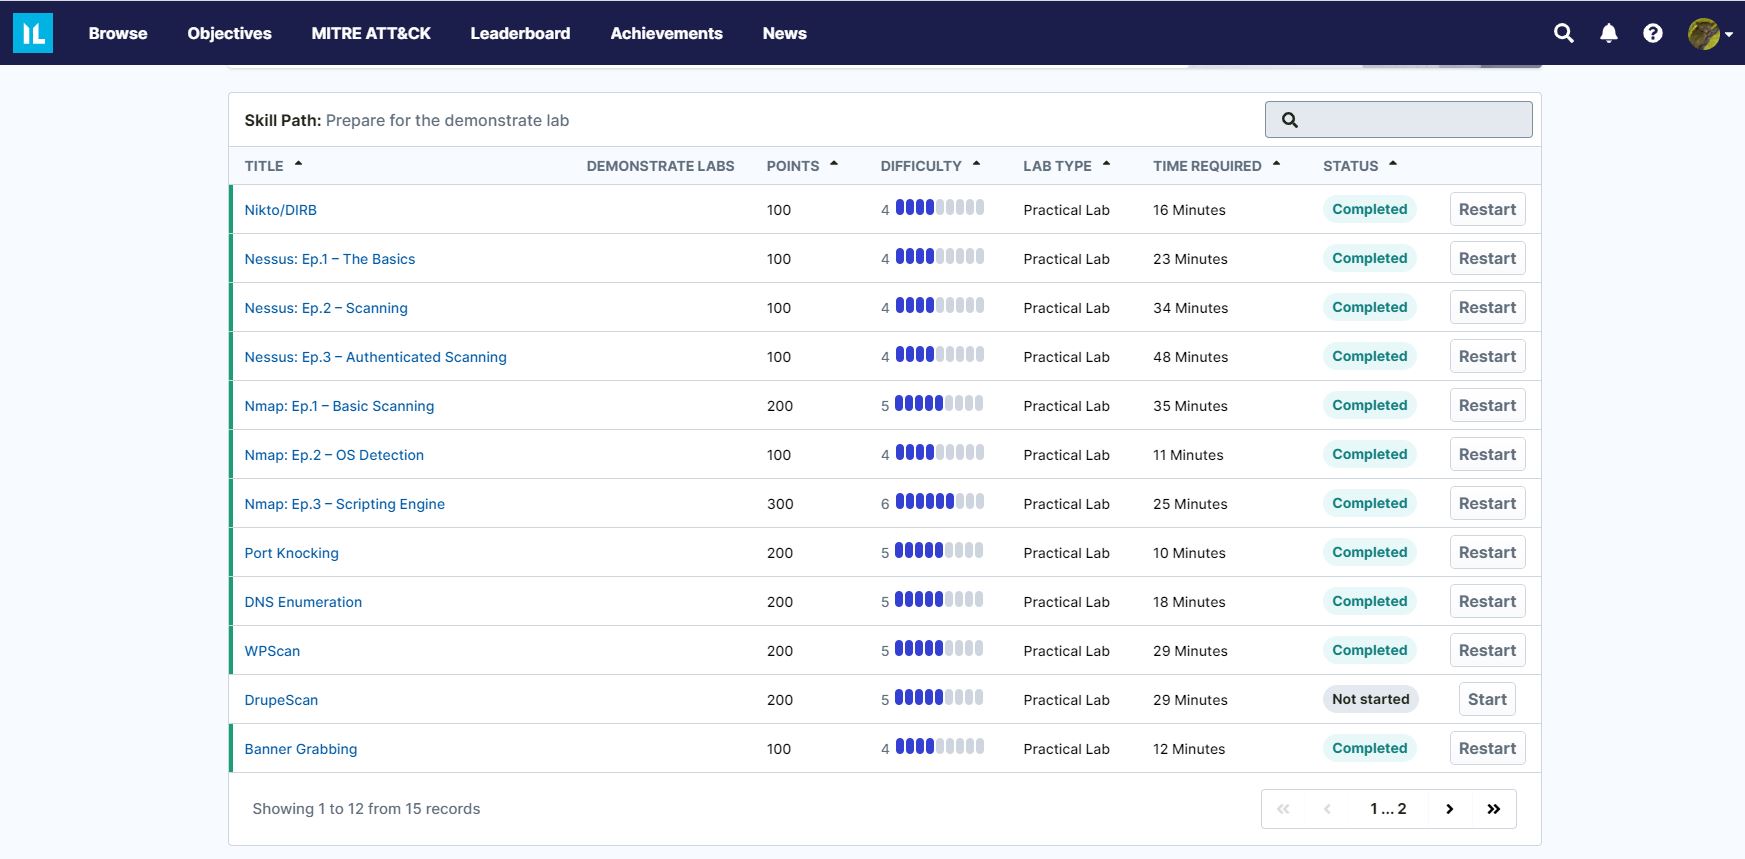 IL Browse Objectives MITRE ATT&CK Leaderboard Achievements News
Skill Path: Prepare for the demonstrate lab
TITLE DEMONSTRATE LABS POINTS DIFFICULTY LAB TYPE TIME REQUIRED STATUS
Nikto/DIRB 100 4 Practical Lab 16 Minutes Completed Restart
Nessus: Ep.1 – The Basics 100 4 Practical Lab 23 Minutes Completed Restart
Nessus: Ep.2 – Scanning 100 4 Practical Lab 34 Minutes Completed Restart
Nessus: Ep.3 – Authenticated Scanning 100 4 Practical Lab 48 Minutes Completed Restart
Nmap: Ep.1 – Basic Scanning 200 5 Practical Lab 35 Minutes Completed Restart
Nmap: Ep.2 – OS Detection 100 4 Practical Lab 11 Minutes Completed Restart
Nmap: Ep.3 – Scripting Engine 300 6 Practical Lab 25 Minutes Completed Restart
Port Knocking 200 5 Practical Lab 10 Minutes Completed Restart
DNS Enumeration 200 5 Practical Lab 18 Minutes Completed Restart
WPScan 200 5 Practical Lab 29 Minutes Completed Restart
DrupeScan 200 5 Practical Lab 29 Minutes Not started Start
Banner Grabbing 100 4 Practical Lab 12 Minutes Completed Restart
Showing 1 to 12 from 15 records « ‹ 1 ... 2 › »